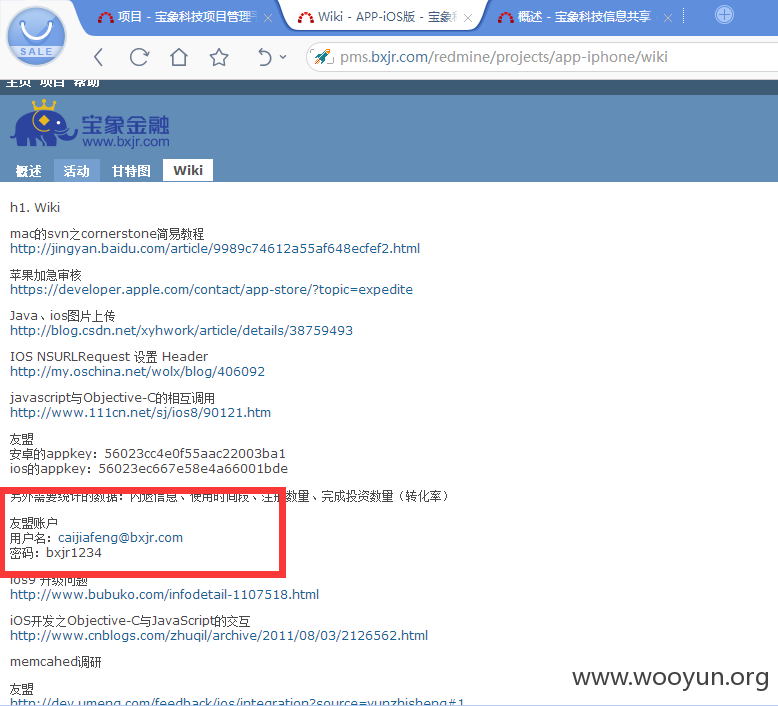 SALE
项目 - 宝象科技项目管理平
Wiki - APP-iOS版 - 宝象科
概述 - 宝象科技信息共享
pms.bxjr.com/redmine/projects/app-iphone/wiki
主页 项目 帮助
宝象金融
www.bxjr.com
概述 活动 甘特图 Wiki
h1. Wiki
mac的svn之cornerstone简易教程
http://jingyan.baidu.com/article/9989c74612a55af648ecfef2.html
苹果加急审核
https://developer.apple.com/contact/app-store/?topic=expedite
Java、ios图片上传
http://blog.csdn.net/xyhwork/article/details/38759493
IOS NSURLRequest 设置 Header
http://my.oschina.net/wolx/blog/406092
javascript与Objective-C的相互调用
http://www.111cn.net/sj/ios8/90121.htm
友盟
安卓的appkey：56023cc4e0f55aac22003ba1
ios的appkey：56023ec667e58e4a66001bde
另外需要统计的数据：内退信息、使用时间段、注册数量、完成投资数量（转化率）
友盟账户
用户名：caijiafeng@bxjr.com
密码：bxjr1234
ios9 升级问题
http://www.bubuko.com/infodetail-1107518.html
iOS开发之Objective-C与JavaScript的交互
http://www.cnblogs.com/zhuqil/archive/2011/08/03/2126562.html
memcahed调研
友盟
http://dev.umeng.com/feedback/ios/integration?source=yunzhisheng#1
www.wooyun.org